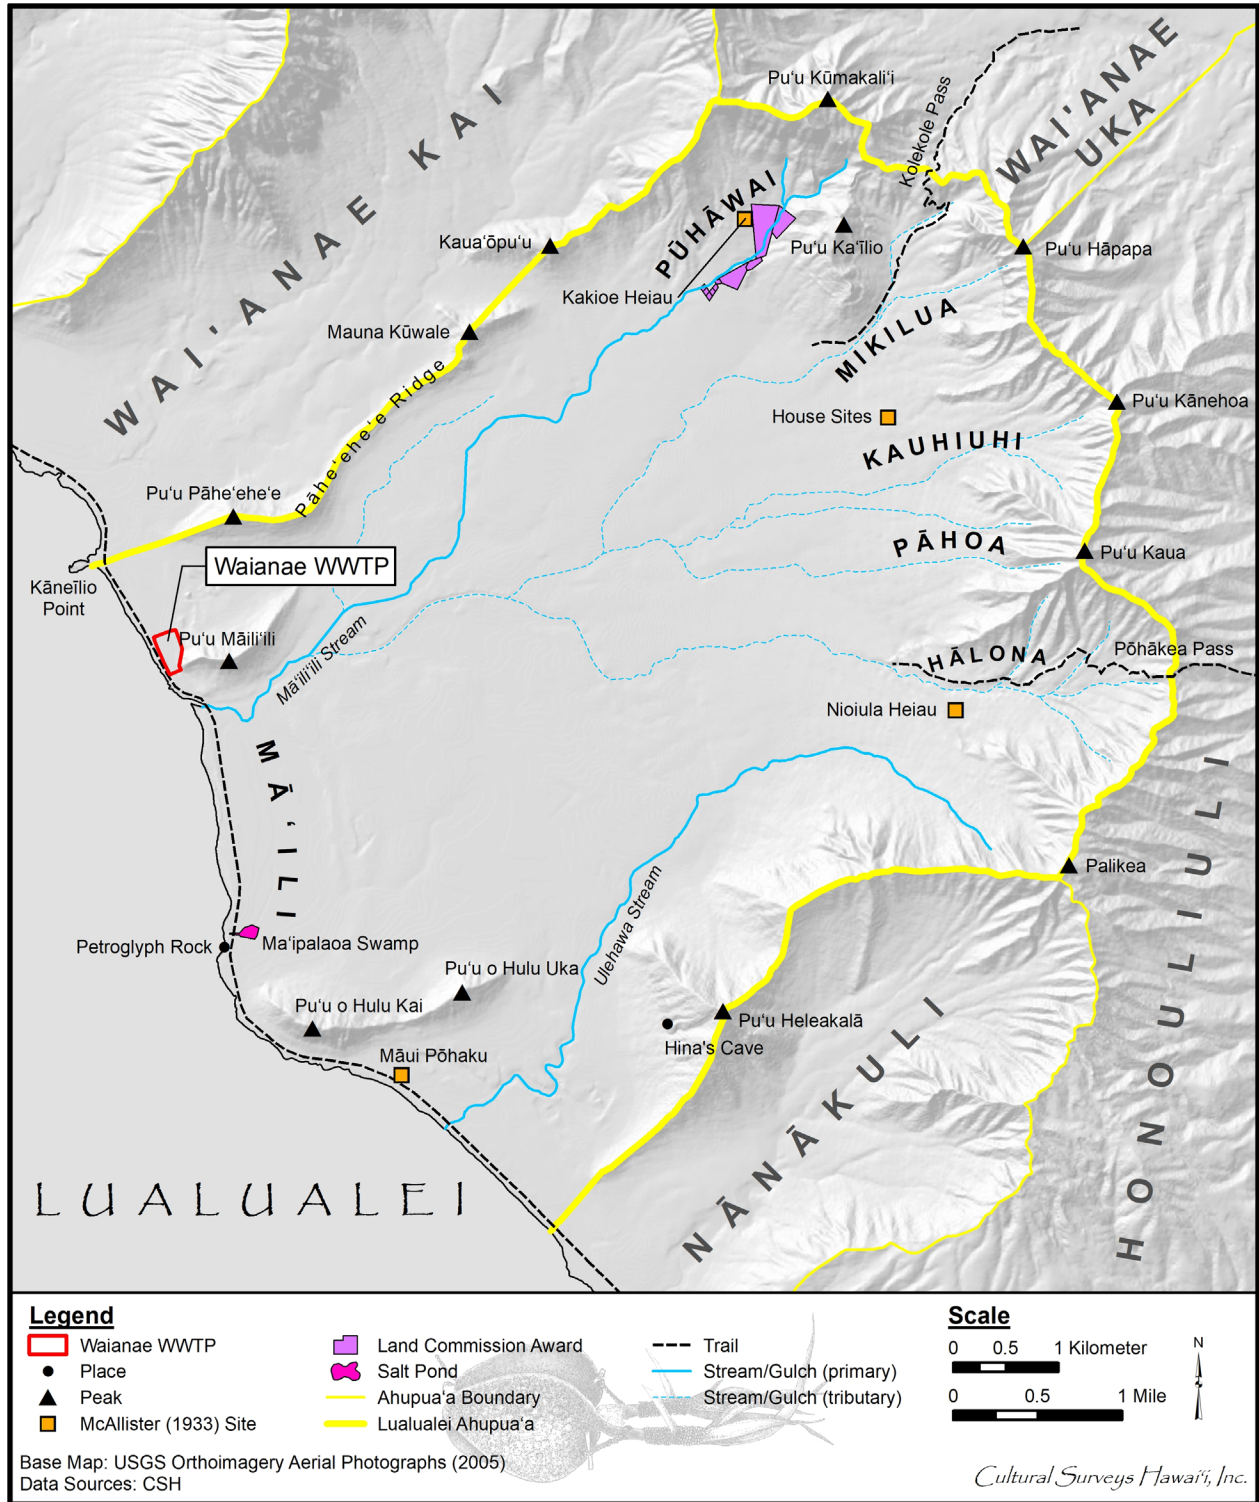 Pu‘u Kūmakali‘i
Kolekole Pass
WAI'ANAE
UKA
WAI'ANAE KAI
PŪHĀWAI
Kaua‘ōpu‘u
Pu‘u Ka‘īlio
Pu‘u Hāpapa
Kakioe Heiau
Mauna Kūwale
MIKILUA
Pāhe‘ehe‘e Ridge
Pu‘u Kānehoa
House Sites
KAUHIUHI
Pu‘u Pāhe‘ehe‘e
PĀHOA
Pu‘u Kaua
Waianae WWTP
Kāneīlio
Point
Pu‘u Māili‘ili
Mā‘ili‘ili Stream
HĀLONA
Pōhākea Pass
Nioiula Heiau
MĀ‘ILI
Palikea
Ulehawa Stream
Petroglyph Rock
Ma‘ipalaoa Swamp
Pu‘u o Hulu Uka
Pu‘u o Hulu Kai
Pu‘u Heleakalā
Hina's Cave
Māui Pōhaku
NĀNĀKULI
HONOULIULI
LUALUALEI
Legend
Waianae WWTP
Place
Peak
McAllister (1933) Site
Land Commission Award
Salt Pond
Ahupua‘a Boundary
Lualualei Ahupua‘a
Trail
Stream/Gulch (primary)
Stream/Gulch (tributary)
Scale
0 0.5 1 Kilometer
0 0.5 1 Mile
N
Base Map: USGS Orthoimagery Aerial Photographs (2005)
Data Sources: CSH
Cultural Surveys Hawai‘i, Inc.